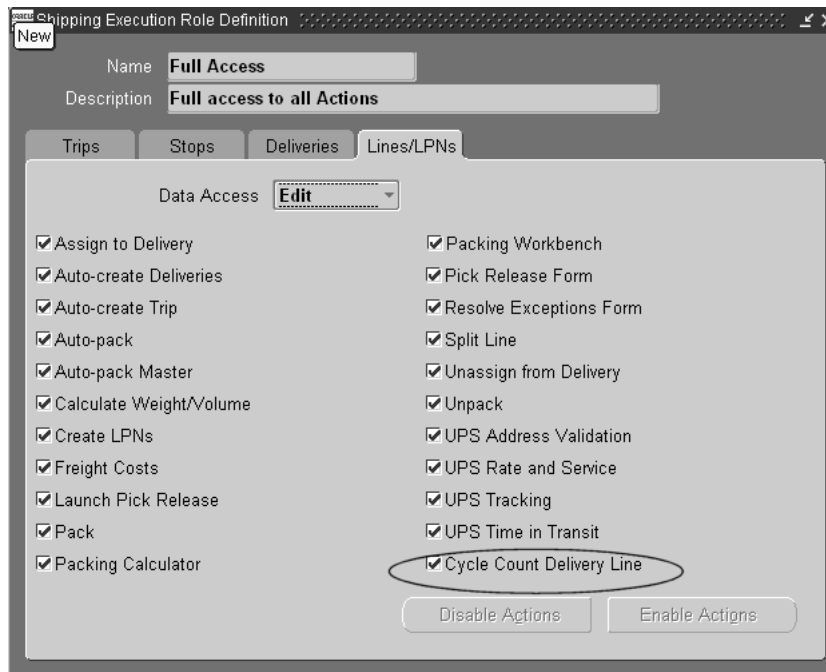 ORACLE
Shipping Execution Role Definition
New
Name Full Access
Description Full access to all Actions
Trips Stops Deliveries Lines/LPNs
Data Access Edit
Assign to Delivery
Auto-create Deliveries
Auto-create Trip
Auto-pack
Auto-pack Master
Calculate Weight/Volume
Create LPNs
Freight Costs
Launch Pick Release
Pack
Packing Calculator
Packing Workbench
Pick Release Form
Resolve Exceptions Form
Split Line
Unassign from Delivery
Unpack
UPS Address Validation
UPS Rate and Service
UPS Tracking
UPS Time in Transit
Cycle Count Delivery Line
Disable Actions Enable Actions